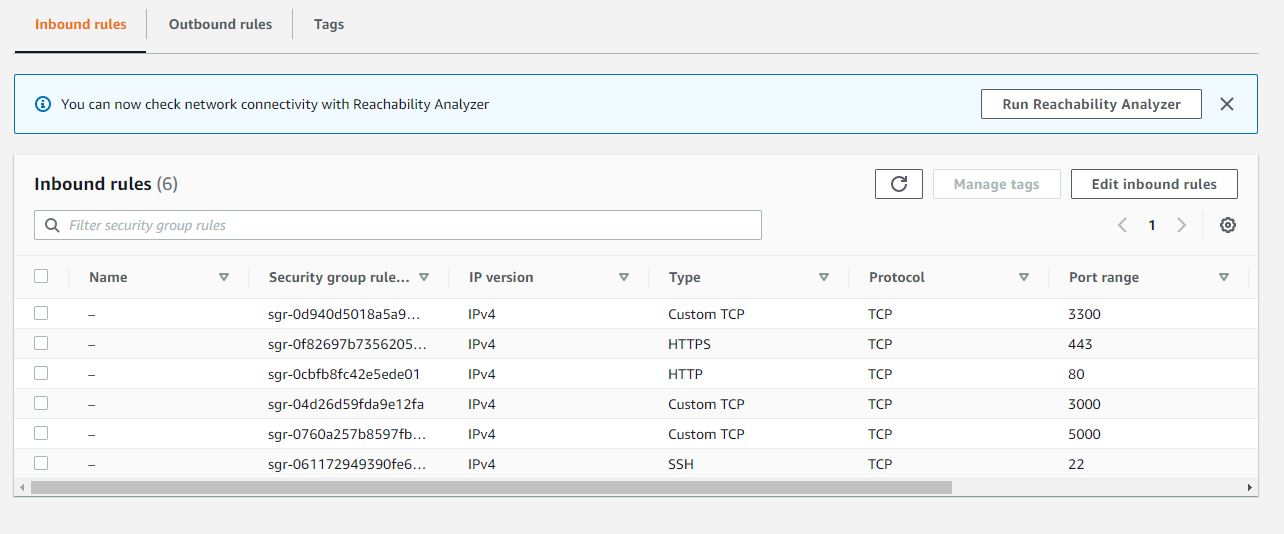 Inbound rules Outbound rules Tags
You can now check network connectivity with Reachability Analyzer Run Reachability Analyzer
Inbound rules (6) Manage tags Edit inbound rules
Filter security group rules 1
Name Security group rule... IP version Type Protocol Port range
– sgr-0d940d5018a5a9... IPv4 Custom TCP TCP 3300
– sgr-0f82697b7356205... IPv4 HTTPS TCP 443
– sgr-0cbfb8fc42e5ede01 IPv4 HTTP TCP 80
– sgr-04d26d59fda9e12fa IPv4 Custom TCP TCP 3000
– sgr-0760a257b8597fb... IPv4 Custom TCP TCP 5000
– sgr-061172949390fe6... IPv4 SSH TCP 22